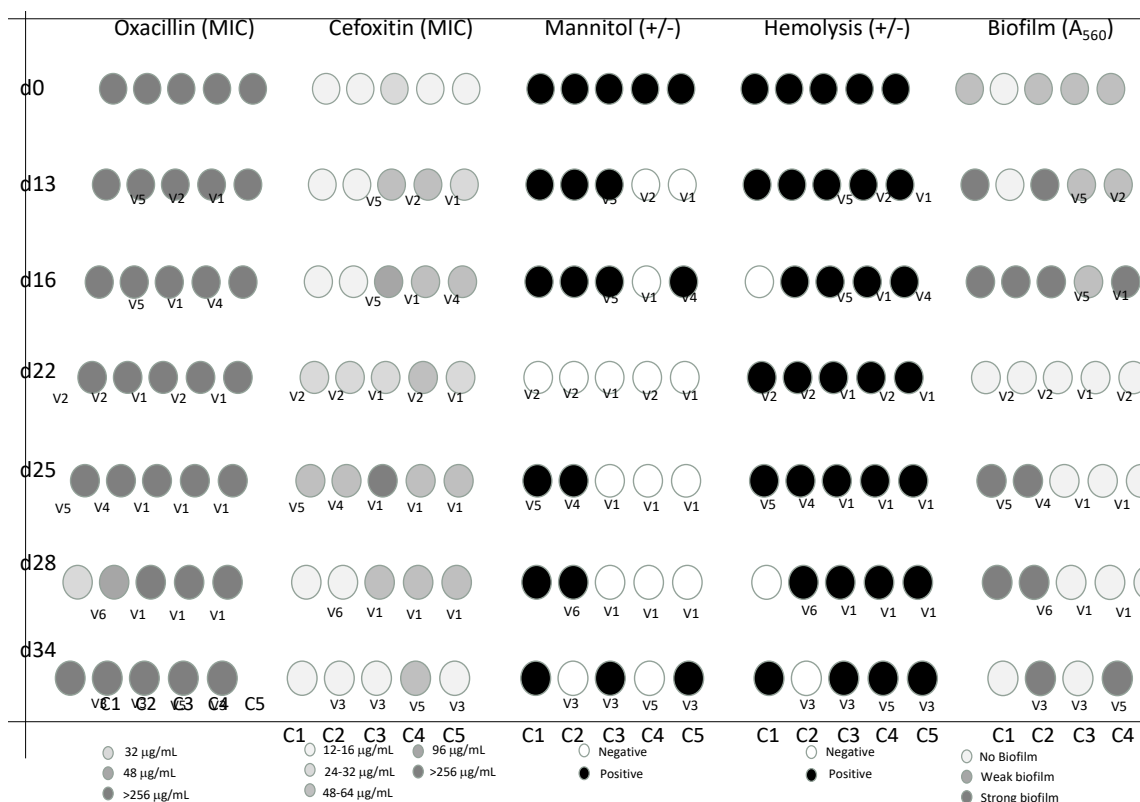 Oxacillin (MIC) Cefoxitin (MIC) Mannitol (+/-) Hemolysis (+/-) Biofilm (A560)
d0
d13
V5 V2 V1 V5 V2 V1 V5 V2 V1 V5 V2 V1 V5 V2
d16
V5 V1 V4 V5 V1 V4 V5 V1 V4 V5 V1 V4 V5 V1
d22
V2 V2 V1 V2 V1 V2 V2 V1 V2 V1 V2 V2 V1 V2 V1 V2 V2 V1 V2 V1 V2 V2 V1 V2
d25
V5 V4 V1 V1 V1 V5 V4 V1 V1 V1 V5 V4 V1 V1 V1 V5 V4 V1 V1 V1 V5 V4 V1 V1
d28
V6 V1 V1 V1 V6 V1 V1 V1 V6 V1 V1 V1 V6 V1 V1 V1 V6 V1 V1
d34
V3 V3 V5 V3 V3 V3 V5 V3 V3 V3 V5 V3 V3 V3 V5 V3 V3 V3 V5
C1 C2 C3 C4 C5
C1 C2 C3 C4 C5 C1 C2 C3 C4 C5 C1 C2 C3 C4 C5 C1 C2 C3 C4
32 µg/mL
48 µg/mL
>256 µg/mL
12-16 µg/mL 96 µg/mL
24-32 µg/mL >256 µg/mL
48-64 µg/mL
Negative
Positive
Negative
Positive
No Biofilm
Weak biofilm
Strong biofilm